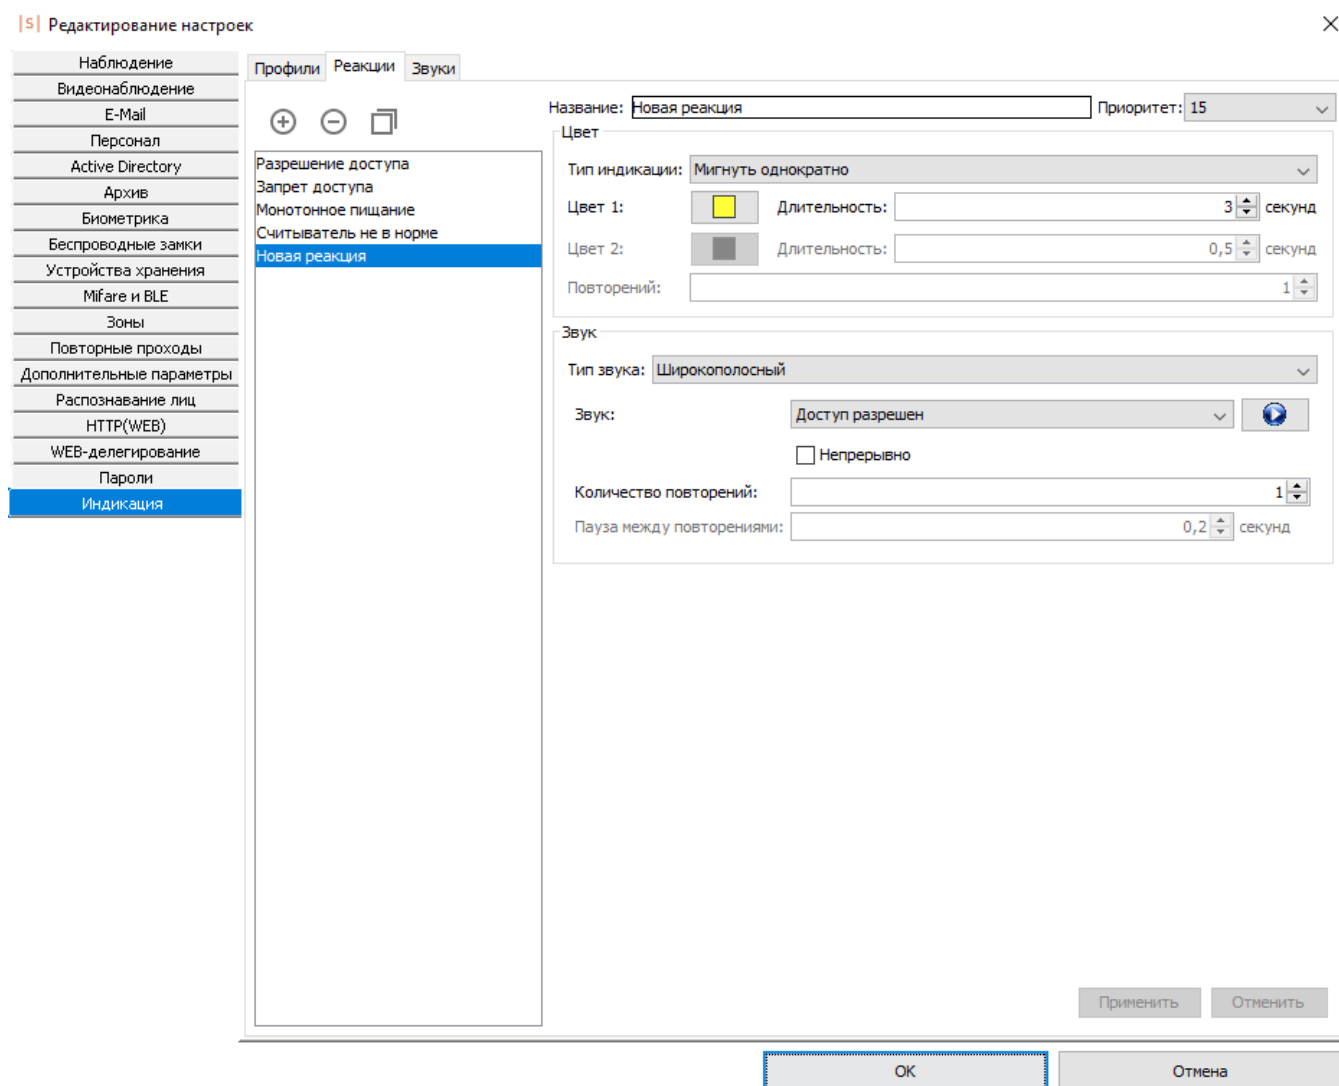 |S| Редактирование настроек
Наблюдение
Видеонаблюдение
E-Mail
Персонал
Active Directory
Архив
Биометрика
Беспроводные замки
Устройства хранения
Mifare и BLE
Зоны
Повторные проходы
Дополнительные параметры
Распознавание лиц
HTTP(WEB)
WEB-делегирование
Пароли
Индикация
Профили Реакции Звуки
Разрешение доступа
Запрет доступа
Монотонное пищание
Считыватель не в норме
Новая реакция
Название: Новая реакция Приоритет: 15
Цвет
Тип индикации: Мигнуть однократно
Цвет 1: Длительность: 3 секунд
Цвет 2: Длительность: 0,5 секунд
Повторений: 1
Звук
Тип звука: Широкополосный
Звук: Доступ разрешен
Непрерывно
Количество повторений: 1
Пауза между повторениями: 0,2 секунд
Применить Отменить
OK Отмена